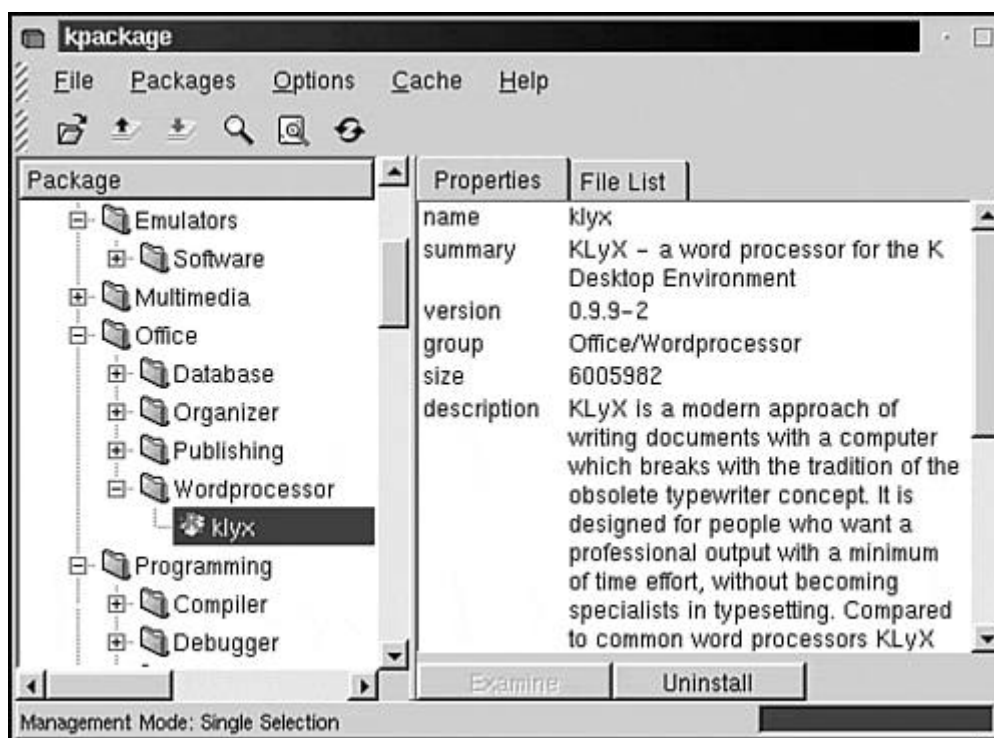 kpackage
File Packages Options Cache Help
Package
Emulators
Software
Multimedia
Office
Database
Organizer
Publishing
Wordprocessor
klyx
Programming
Compiler
Debugger
Properties File List
name klyx
summary KLyX - a word processor for the K
Desktop Environment
version 0.9.9-2
group Office/Wordprocessor
size 6005982
description KLyX is a modern approach of
writing documents with a computer
which breaks with the tradition of the
obsolete typewriter concept. It is
designed for people who want a
professional output with a minimum
of time effort, without becoming
specialists in typesetting. Compared
to common word processors KLyX
Examine Uninstall
Management Mode: Single Selection